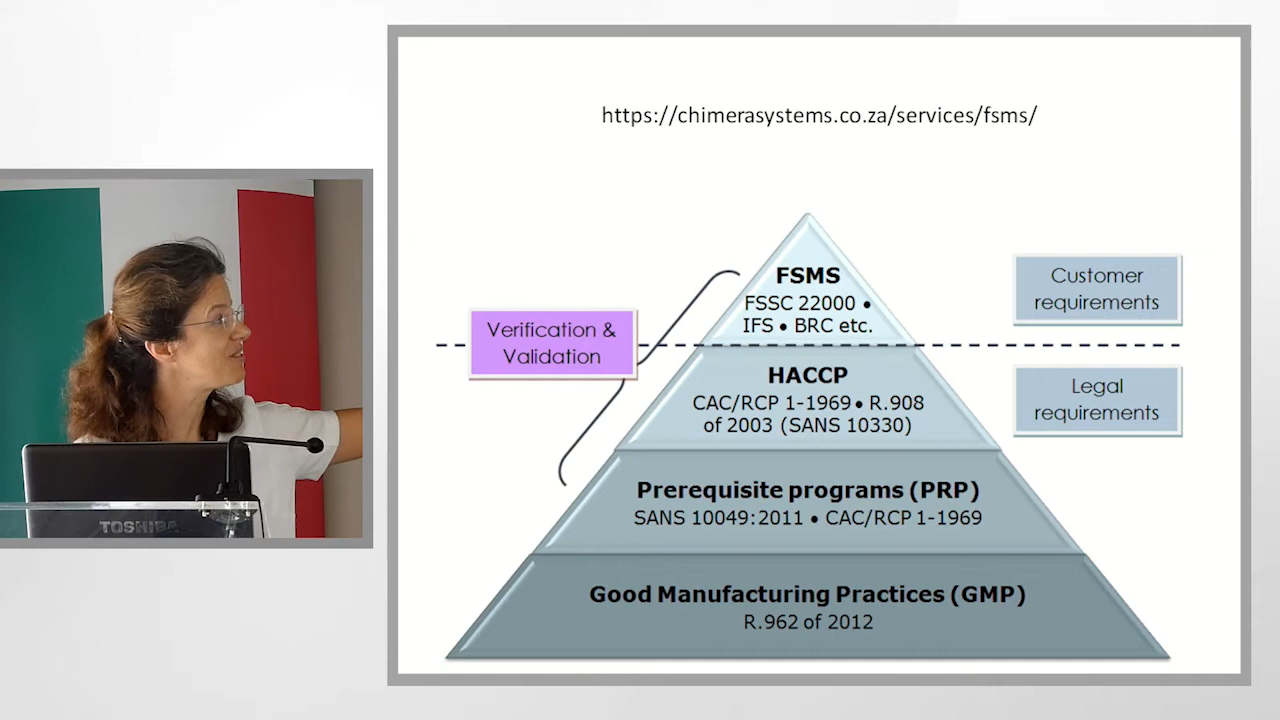 https://chimerasystems.co.za/services/fsms/
FSMS
FSSC 22000 •
IFS • BRC etc.
Customer
requirements
Verification &
Validation
HACCP
CAC/RCP 1-1969 • R.908
of 2003 (SANS 10330)
Legal
requirements
Prerequisite programs (PRP)
SANS 10049:2011 • CAC/RCP 1-1969
Good Manufacturing Practices (GMP)
R.962 of 2012
TOSHIBA